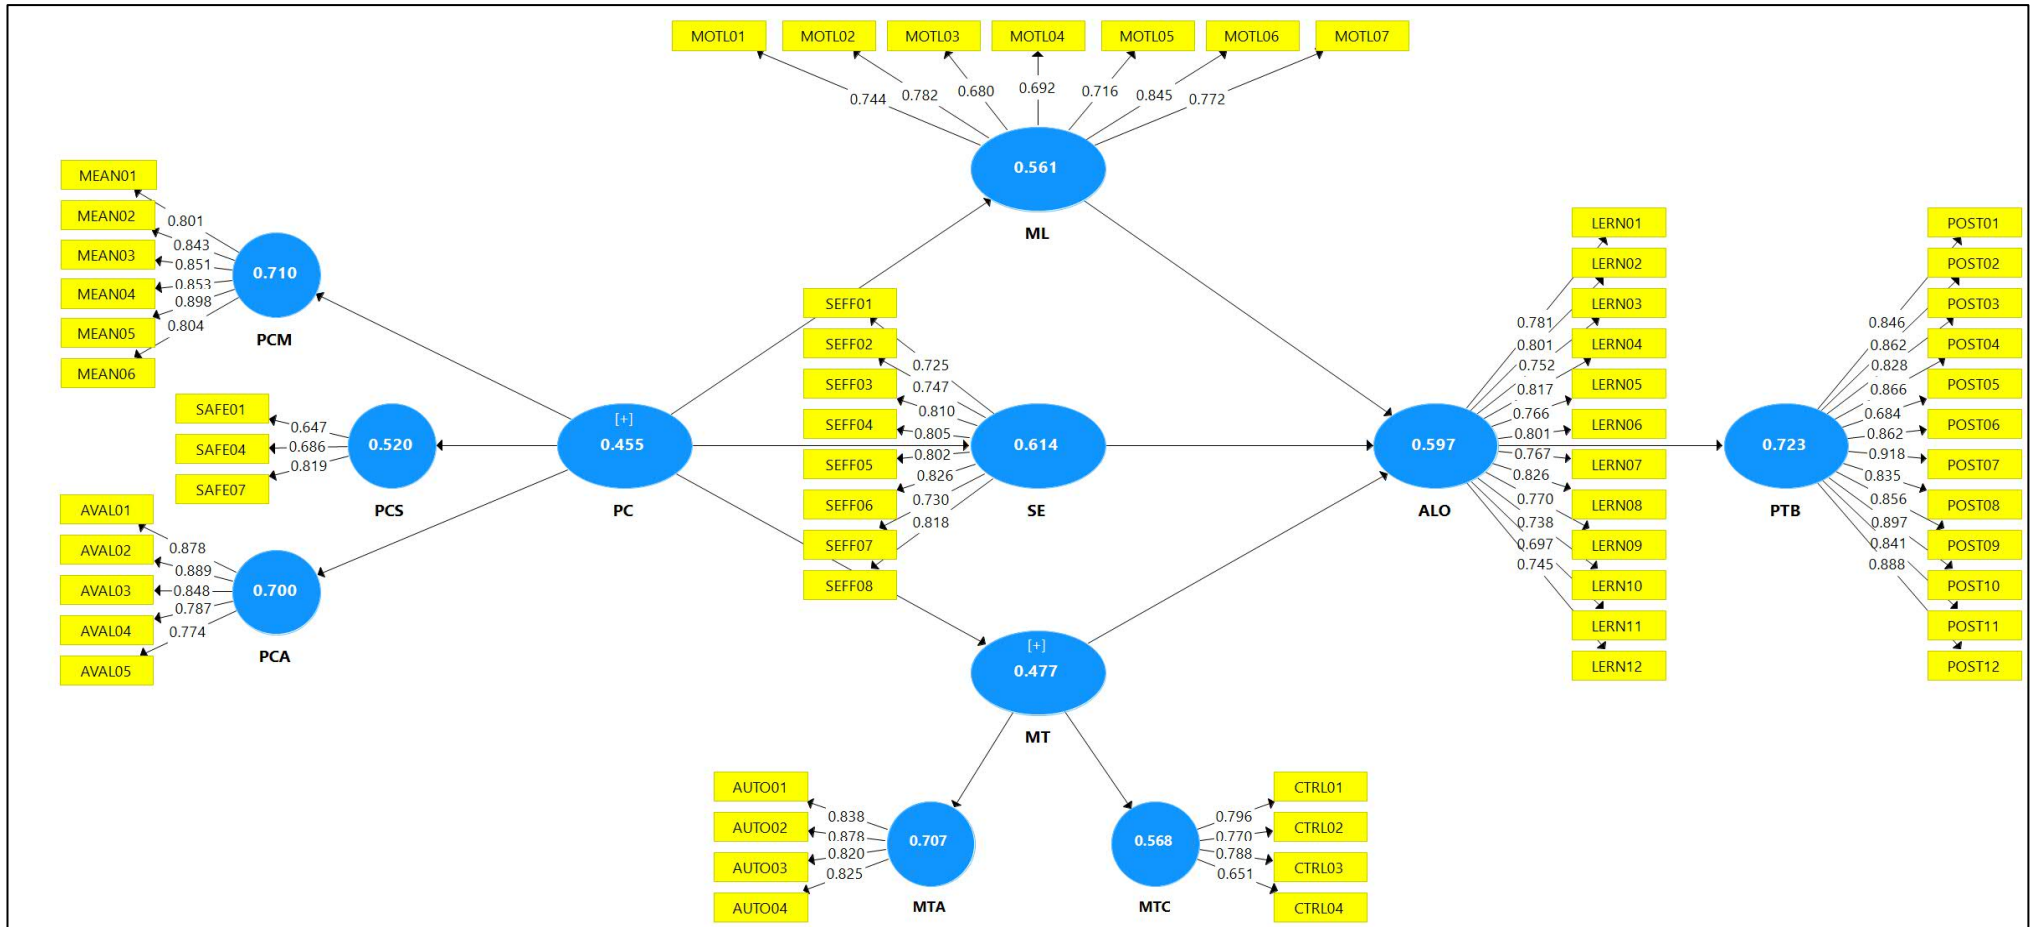 MOTL01 MOTL02 MOTL03 MOTL04 MOTL05 MOTL06 MOTL07
0.744 0.782 0.680 0.692 0.716 0.845 0.772
0.561
ML
MEAN01
MEAN02
MEAN03
MEAN04
MEAN05
MEAN06
0.801
0.843
0.851
0.853
0.898
0.804
0.710
PCM
SAFE01
SAFE04
SAFE07
0.647
0.686
0.819
0.520
PCS
AVAL01
AVAL02
AVAL03
AVAL04
AVAL05
0.878
0.889
0.848
0.787
0.774
0.700
PCA
[+]
0.455
PC
SEFF01
SEFF02
SEFF03
SEFF04
SEFF05
SEFF06
SEFF07
SEFF08
0.725
0.747
0.810
0.805
0.802
0.826
0.730
0.818
0.614
SE
[+]
0.477
MT
AUTO01
AUTO02
AUTO03
AUTO04
0.838
0.878
0.820
0.825
0.707
MTA
0.568
MTC
0.796
0.770
0.788
0.651
CTRL01
CTRL02
CTRL03
CTRL04
0.597
ALO
0.781
0.801
0.752
0.817
0.766
0.801
0.767
0.826
0.770
0.738
0.697
0.745
LERN01
LERN02
LERN03
LERN04
LERN05
LERN06
LERN07
LERN08
LERN09
LERN10
LERN11
LERN12
0.723
PTB
0.846
0.862
0.828
0.866
0.684
0.862
0.918
0.835
0.856
0.897
0.841
0.888
POST01
POST02
POST03
POST04
POST05
POST06
POST07
POST08
POST09
POST10
POST11
POST12